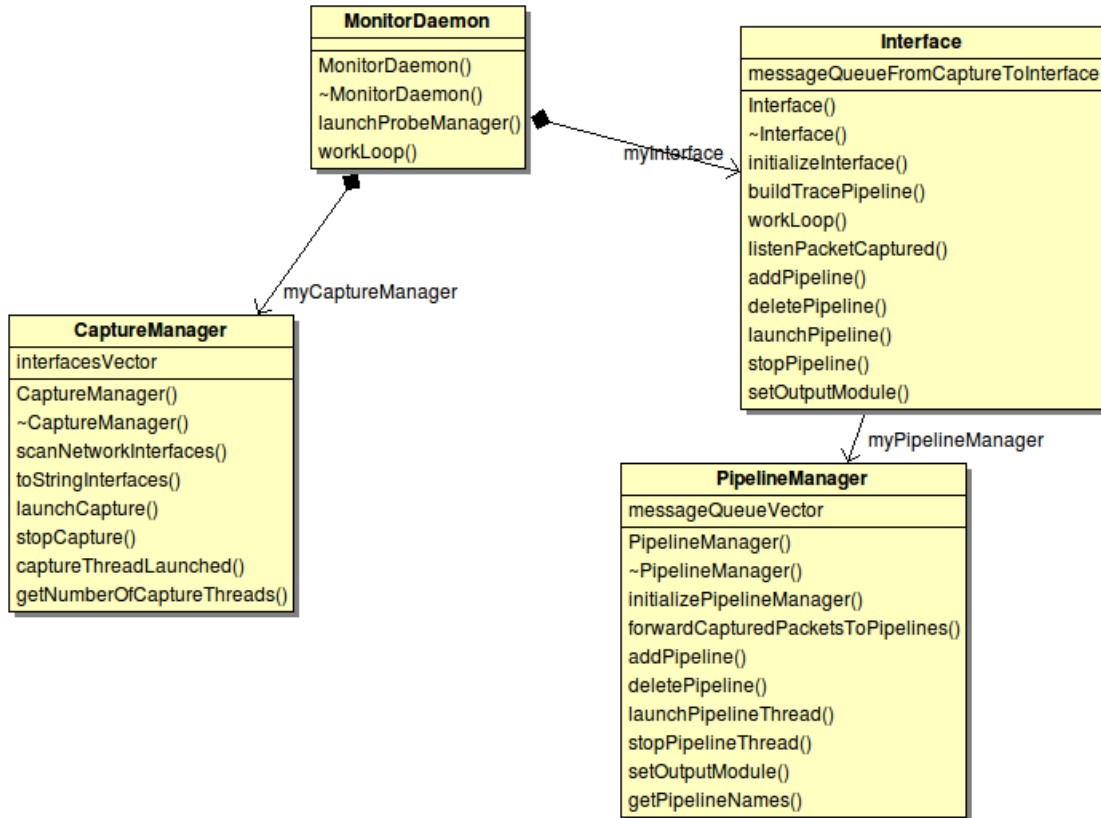 MonitorDaemon
MonitorDaemon()
~MonitorDaemon()
launchProbeManager()
workLoop()
myInterface
Interface
messageQueueFromCaptureToInterface
Interface()
~Interface()
initializeInterface()
buildTracePipeline()
workLoop()
listenPacketCaptured()
addPipeline()
deletePipeline()
launchPipeline()
stopPipeline()
setOutputModule()
myCaptureManager
CaptureManager
interfacesVector
CaptureManager()
~CaptureManager()
scanNetworkInterfaces()
toStringInterfaces()
launchCapture()
stopCapture()
captureThreadLaunched()
getNumberOfCaptureThreads()
myPipelineManager
PipelineManager
messageQueueVector
PipelineManager()
~PipelineManager()
initializePipelineManager()
forwardCapturedPacketsToPipelines()
addPipeline()
deletePipeline()
launchPipelineThread()
stopPipelineThread()
setOutputModule()
getPipelineNames()